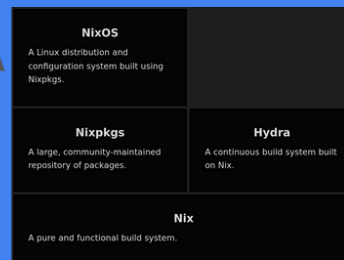 NixOS
A Linux distribution and
configuration system built using
Nixpkgs.
Nixpkgs
A large, community-maintained
repository of packages.
Hydra
A continuous build system built
on Nix.
Nix
A pure and functional build system.